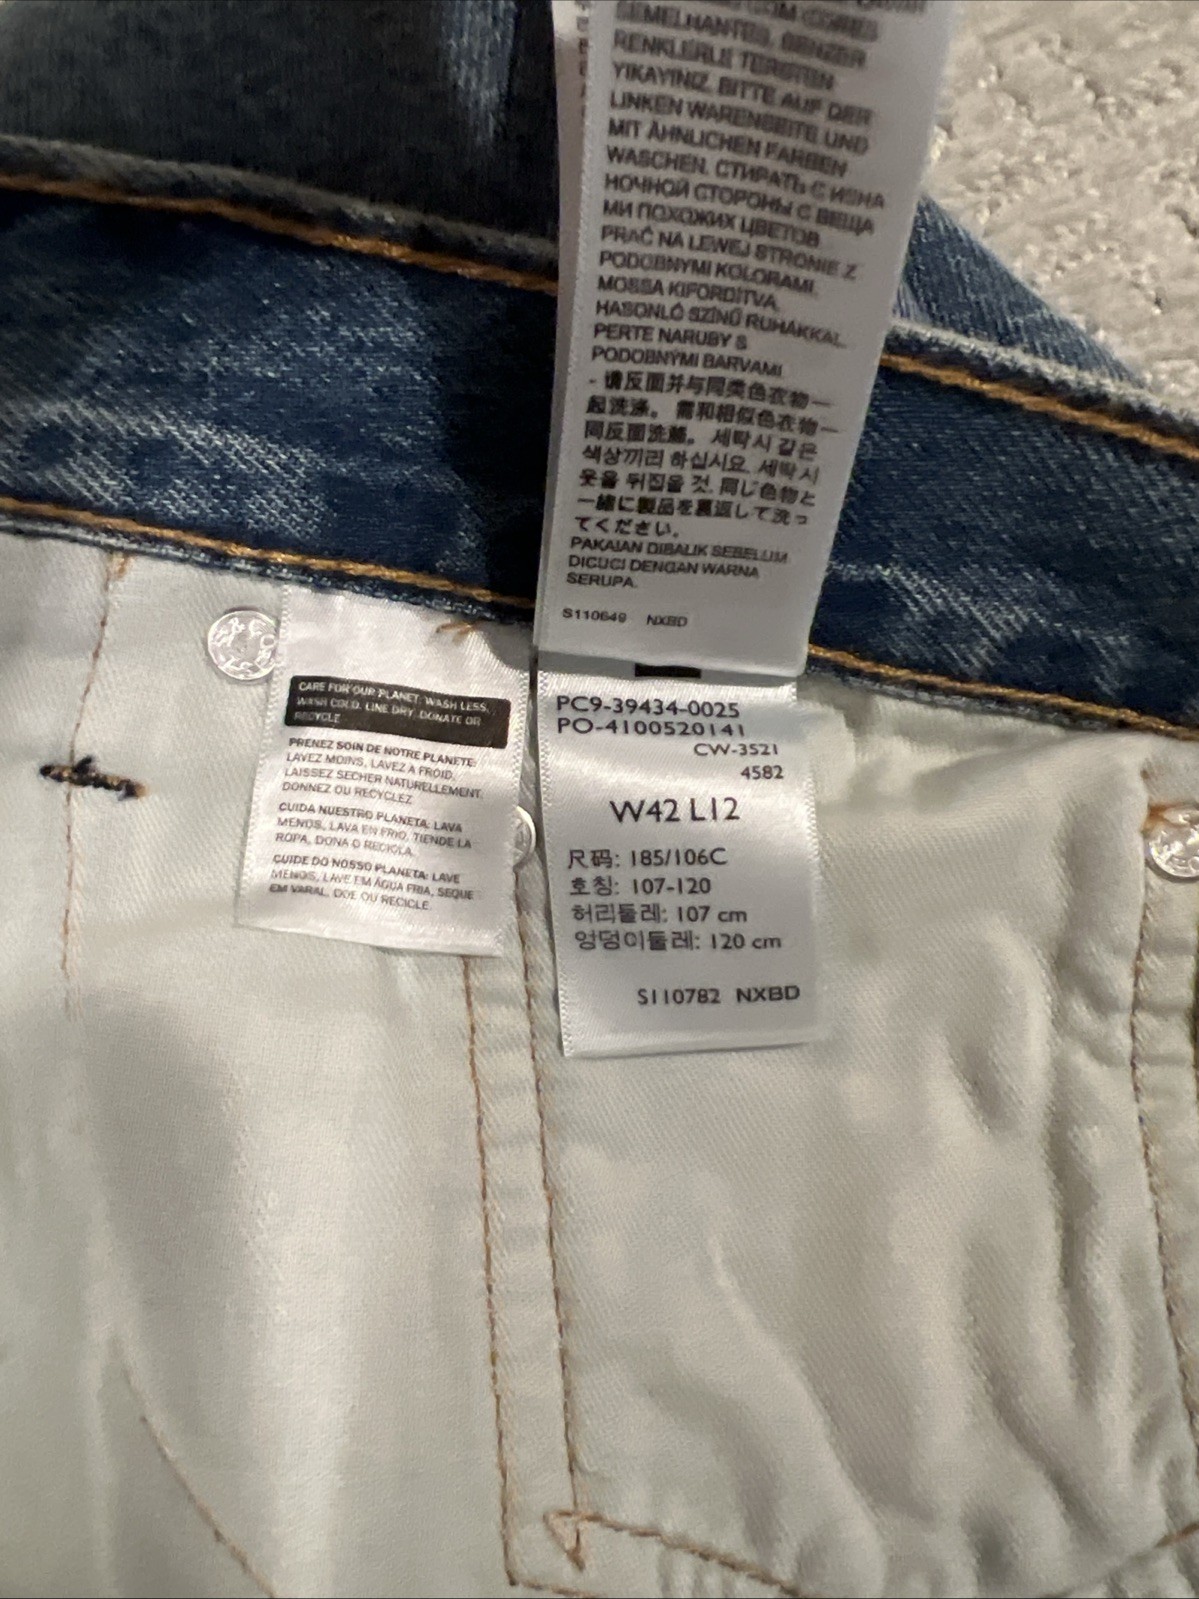 SEMELHANTES. BENZER
RENKLERLE TERSTEN
YIKAYINIZ. BITTE AUF DER
LINKEN WARENSEITE UND
MIT ÄHNLICHEN FARBEN
WASCHEN. СТИРАТЬ С ИЗНА
НОЧНОЙ СТОРОНЫ С ВЕЩА
МИ ПОХОЖИХ ЦВЕТОВ.
PRAĆ NA LEWEJ STRONIE Z
PODOBNYMI KOLORAMI.
MOSSA KIFORDÍTVA,
HASONLÓ SZÍNŰ RUHÁKKAL.
PERTE NARUBY S
PODOBNÝMI BARVAMI.
- 请反面并与同类色衣物一
起洗涤。 需和相似色衣物一
同反面洗滌。 세탁시 같은
색상끼리 하십시요. 세탁 시
옷을 뒤집을 것. 同じ色物と
一緒に製品を裏返して洗っ
てください。
PAKAIAN DIBALIK SEBELUM
DICUCI DENGAN WARNA
SERUPA.
S110649 NXBD
CARE FOR OUR PLANET: WASH LESS,
WASH COLD, LINE DRY, DONATE OR
RECYCLE
PRENEZ SOIN DE NOTRE PLANETE:
LAVEZ MOINS, LAVEZ A FROID,
LAISSEZ SECHER NATURELLEMENT,
DONNEZ OU RECYCLEZ
CUIDA NUESTRO PLANETA: LAVA
MENOS, LAVA EN FRIO, TIENDE LA
ROPA, DONA O RECICLA.
CUIDE DO NOSSO PLANETA: LAVE
MENOS, LAVE EM ÁGUA FRIA, SEQUE
EM VARAL, DOE OU RECICLE.
PC9-39434-0025
PO-4100520141
CW-3521
4582
W42 L12
尺码: 185/106C
호칭: 107-120
허리둘레: 107 cm
엉덩이둘레: 120 cm
S110782 NXBD